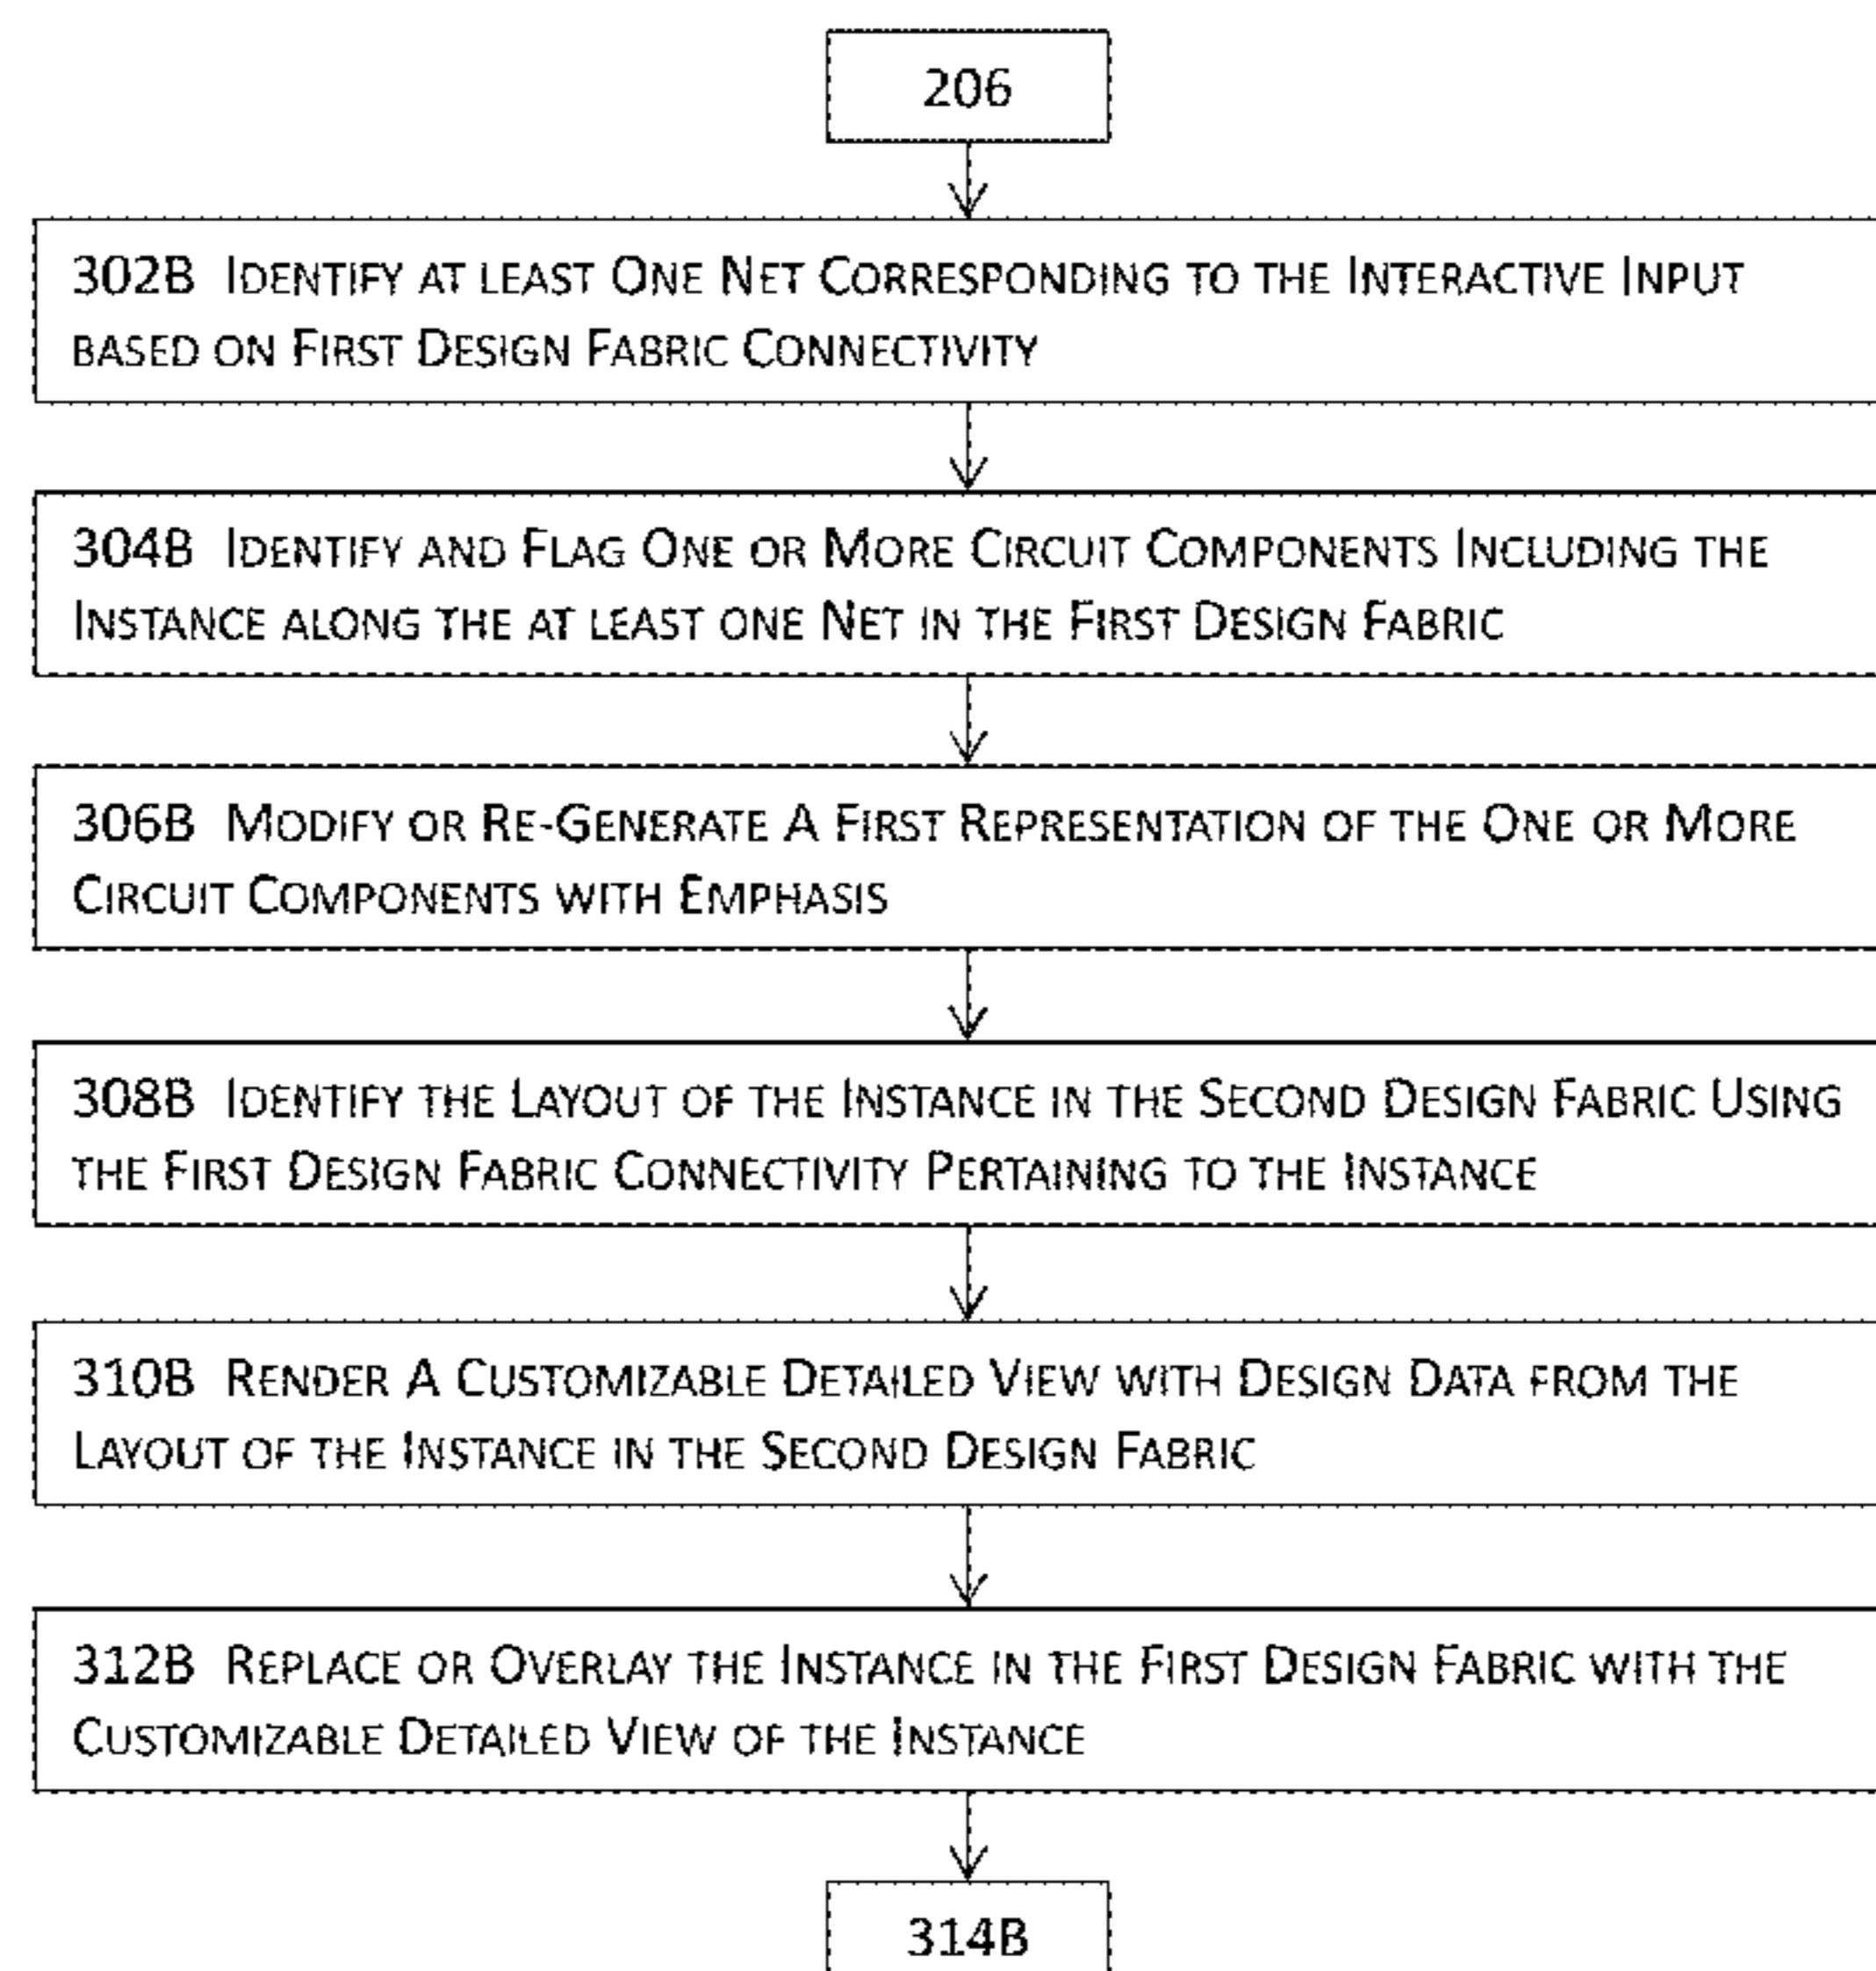 206
302B Identify at least One Net Corresponding to the Interactive Input
based on First Design Fabric Connectivity
304B Identify and Flag One or More Circuit Components Including the
Instance along the at least one Net in the First Design Fabric
306B Modify or Re-Generate A First Representation of the One or More
Circuit Components with Emphasis
308B Identify the Layout of the Instance in the Second Design Fabric Using
the First Design Fabric Connectivity Pertaining to the Instance
310B Render A Customizable Detailed View with Design Data from the
Layout of the Instance in the Second Design Fabric
312B Replace or Overlay the Instance in the First Design Fabric with the
Customizable Detailed View of the Instance
314B